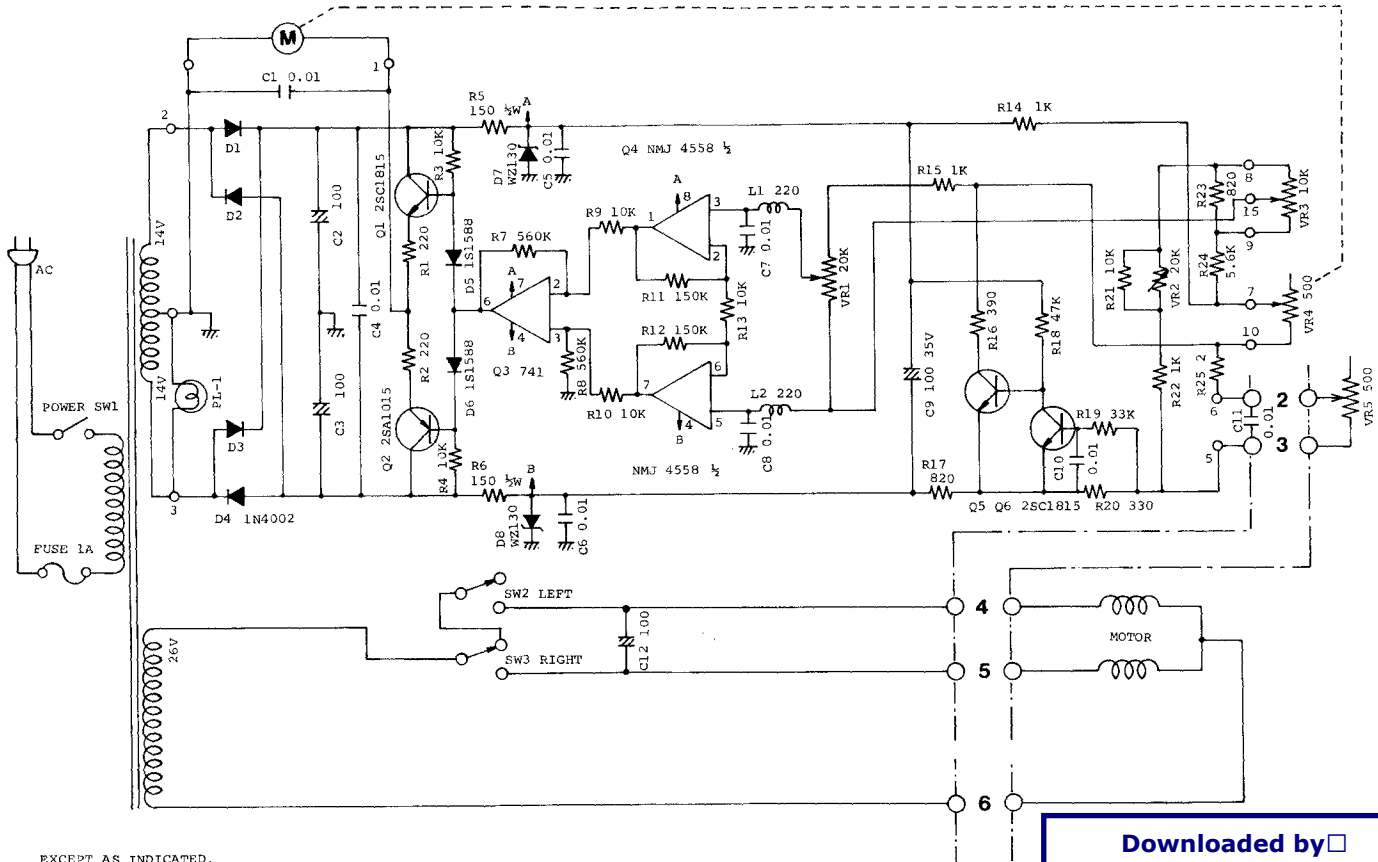 M
1
C1 0.01
2
D1
D2
R5
150 ½W
A
D7
WZ130
C5 0.01
Q4 NMJ 4558 ½
R14 1K
R15 1K
R23
820
8
15
9
VR3 10K
R24
5.6K
7
VR4 500
10
R3 10K
Q1 2SC1815
R1 220
D5 1S1588
R7 560K
A
7
2
6
B
4
3
Q3 741
R8 560K
R9 10K
1
A
8
3
2
L1 220
C7 0.01
R11 150K
R13 10K
R12 150K
VR1 20K
R10 10K
7
6
5
B
4
L2 220
C8 0.01
NMJ 4558 ½
R16 390
R18 47K
C9 100 35V
R21 10K
VR2 20K
R22 1K
R25 2
6
2
C11
0.01
VR5 500
5
3
R19 33K
C10
0.01
R17
820
Q5
Q6
2SC1815
R20 330
AC
14V
14V
PL-1
C2 100
C4 0.01
C3 100
R2 220
D6 1S1588
Q2 2SA1015
R4 10K
R6
150 ½W
B
D8
WZ130
C6 0.01
POWER SW1
D3
3
D4 1N4002
FUSE 1A
26V
SW2 LEFT
SW3 RIGHT
C12 100
4
MOTOR
5
6
EXCEPT AS INDICATED.
Downloaded by□